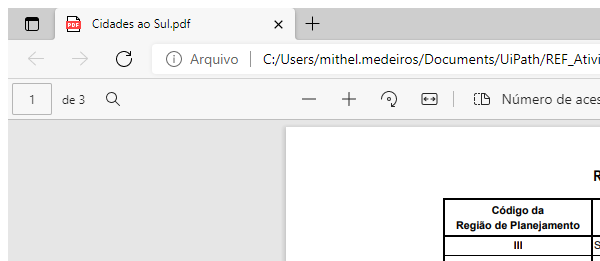 Cidades ao Sul.pdf
Arquivo C:/Users/mithel.medeiros/Documents/UiPath/REF_Ativi
1 de 3 Número de aces
R
Código da
Região de Planejamento
III S